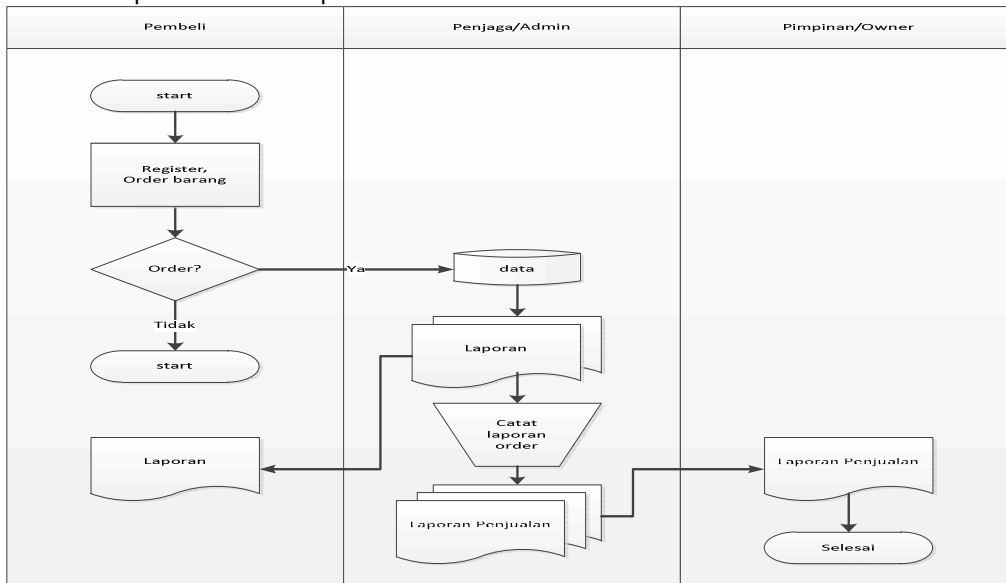 Pembeli
Penjaga/Admin
Pimpinan/Owner
start
Register,
Order barang
Order?
Ya
data
Tidak
Laporan
start
Catat
laporan
order
Laporan
Laporan Penjualan
Laporan Penjualan
Selesai